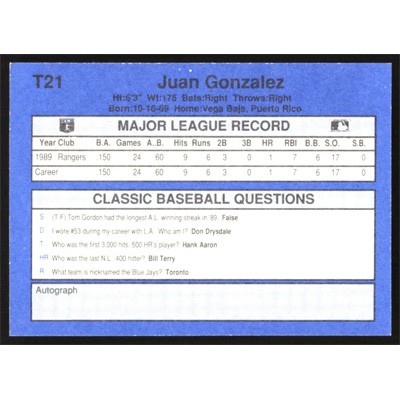 T21
Juan Gonzalez
Ht:6'3" Wt:175 Bats:Right Throws:Right
Born:10-16-69 Home:Vega Baja, Puerto Rico
MAJOR LEAGUE RECORD
Year Club B.A. Games A..B. Hits Runs 2B 3B HR RBI B.B. S.O. S.B.
1989 Rangers 150 24 60 9 6 3 0 1 7 6 17 0
Career 150 24 60 9 6 3 0 1 7 6 17 0
CLASSIC BASEBALL QUESTIONS
S (T/F) Tom Gordon had the longest A.L. winning streak in '89. False
D I wore #53 during my career with L.A. Who am I? Don Drysdale
T Who was the first 3,000 hits, 500 HR's player? Hank Aaron
HR Who was the last N.L. .400 hitter? Bill Terry
R What team is nicknamed the Blue Jays? Toronto
Autograph